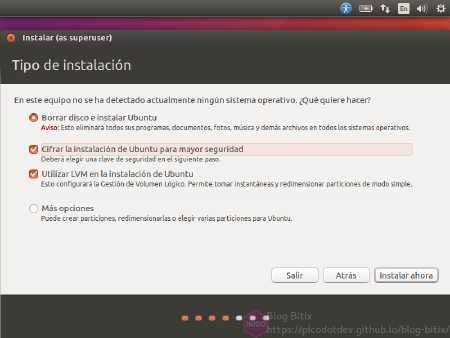 En
Instalar (as superuser)
Tipo de instalación
En este equipo no se ha detectado actualmente ningún sistema operativo. ¿Qué quiere hacer?
Borrar disco e instalar Ubuntu
Aviso: Esto eliminará todos sus programas, documentos, fotos, música y demás archivos en todos los sistemas operativos.
Cifrar la instalación de Ubuntu para mayor seguridad
Deberá elegir una clave de seguridad en el siguiente paso.
Utilizar LVM en la instalación de Ubuntu
Esto configurará la Gestión de Volumen Lógico. Permite tomar instantáneas y redimensionar particiones de modo simple.
Más opciones
Puede crear particiones, redimensionarlas o elegir varias particiones para Ubuntu.
Salir Atrás Instalar ahora
HUGO
Blog Bitix
https://picodotdev.github.io/blog-bitix/